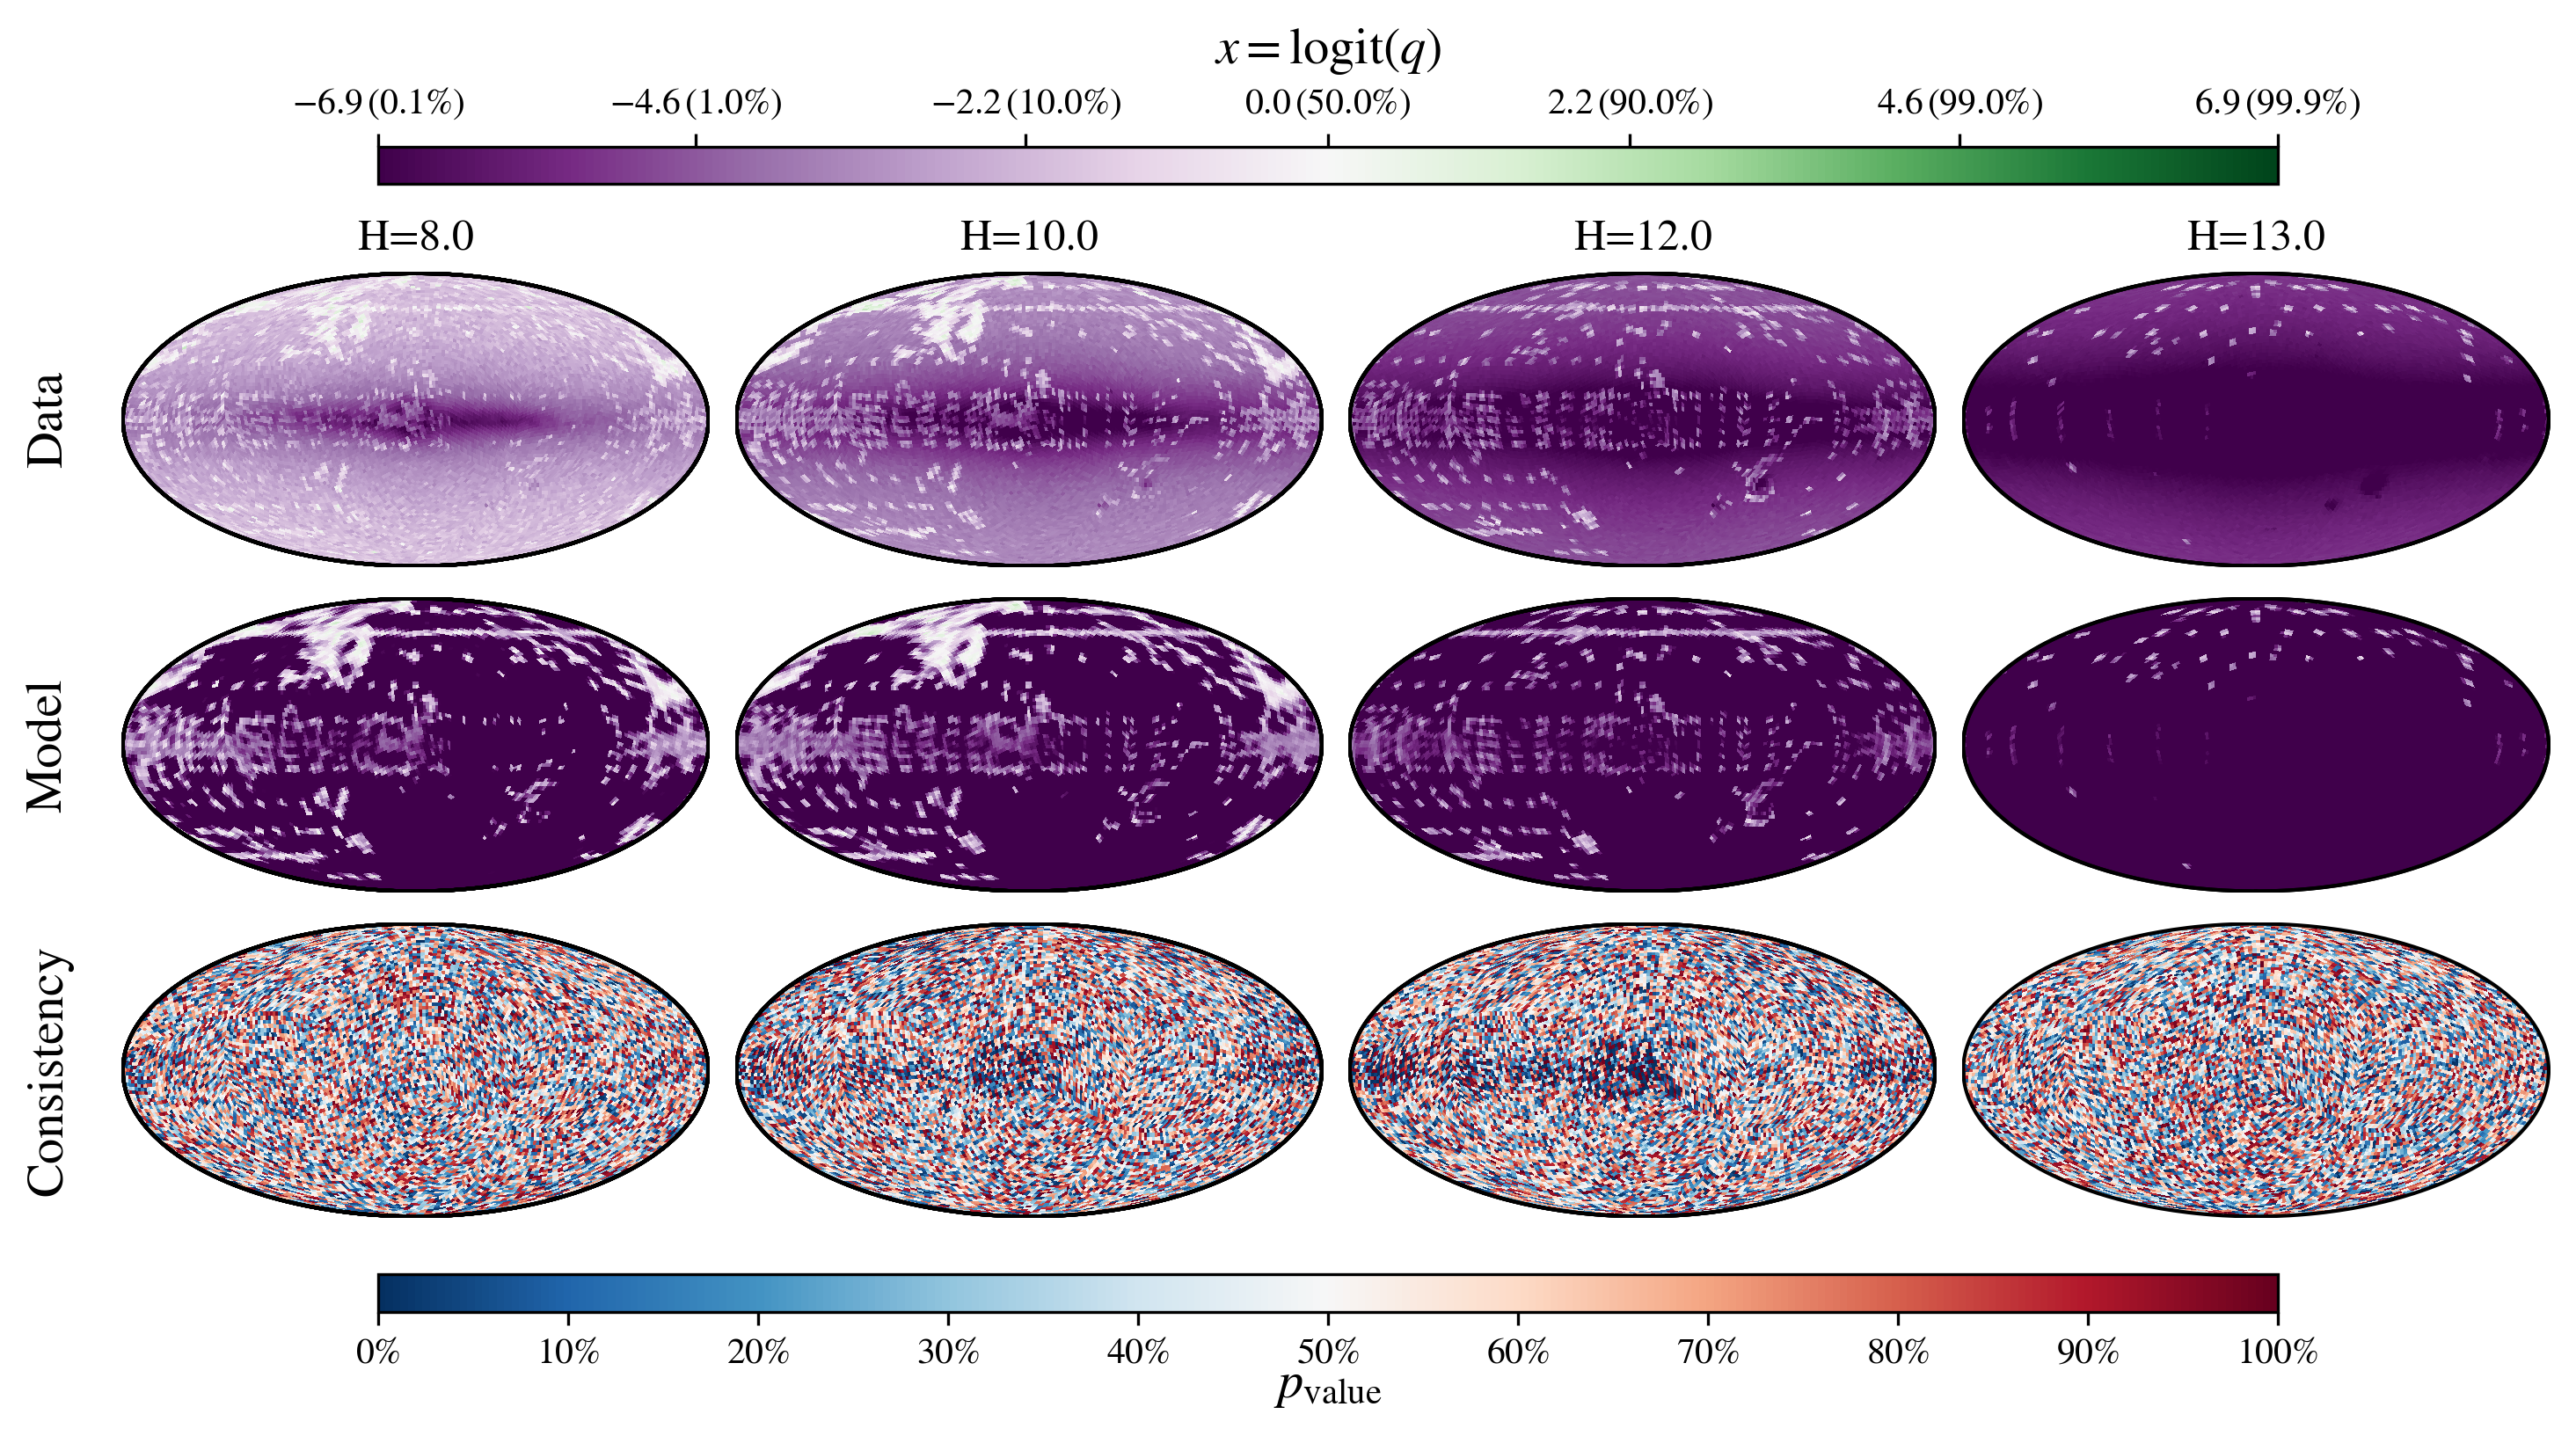 x = logit(q)
−6.9 (0.1%) −4.6 (1.0%) −2.2 (10.0%) 0.0 (50.0%) 2.2 (90.0%) 4.6 (99.0%) 6.9 (99.9%)
H=8.0 H=10.0 H=12.0 H=13.0
Data
Model
Consistency
0% 10% 20% 30% 40% 50% 60% 70% 80% 90% 100%
p_value